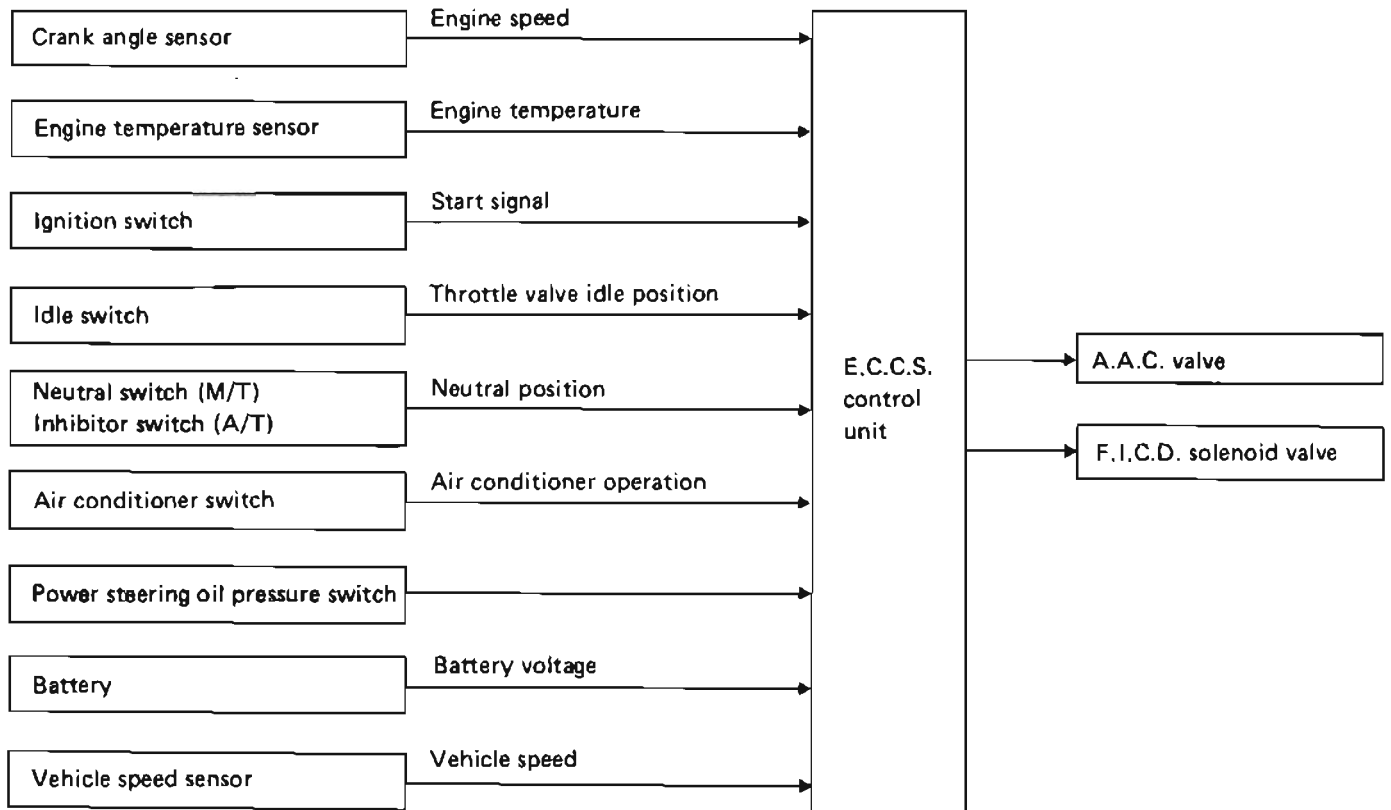 Crank angle sensor
Engine speed
Engine temperature sensor
Engine temperature
Ignition switch
Start signal
Idle switch
Throttle valve idle position
Neutral switch (M/T)
Inhibitor switch (A/T)
Neutral position
Air conditioner switch
Air conditioner operation
Power steering oil pressure switch
Battery
Battery voltage
Vehicle speed sensor
Vehicle speed
E.C.C.S.
control
unit
A.A.C. valve
F.I.C.D. solenoid valve